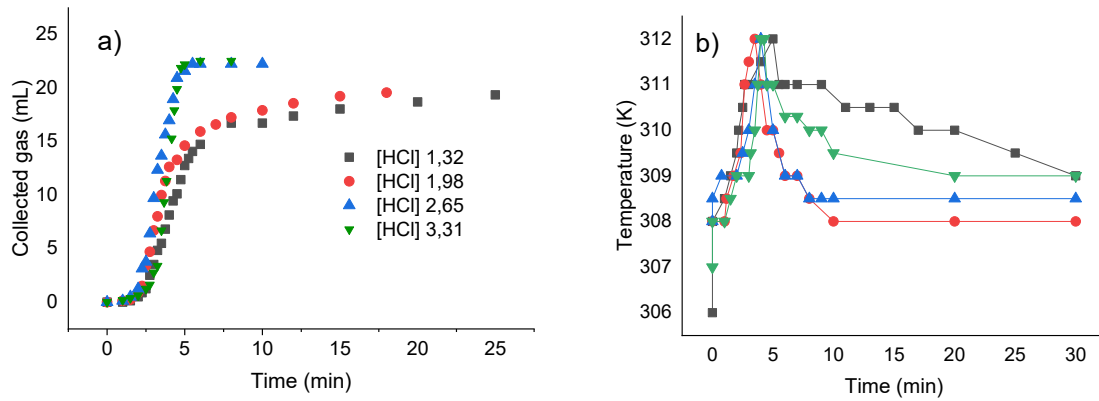 a)
Collected gas (mL)
25
20
15
10
5
0
[HCl] 1,32
[HCl] 1,98
[HCl] 2,65
[HCl] 3,31
0 5 10 15 20 25
Time (min)
b)
Temperature (K)
312
311
310
309
308
307
306
0 5 10 15 20 25 30
Time (min)